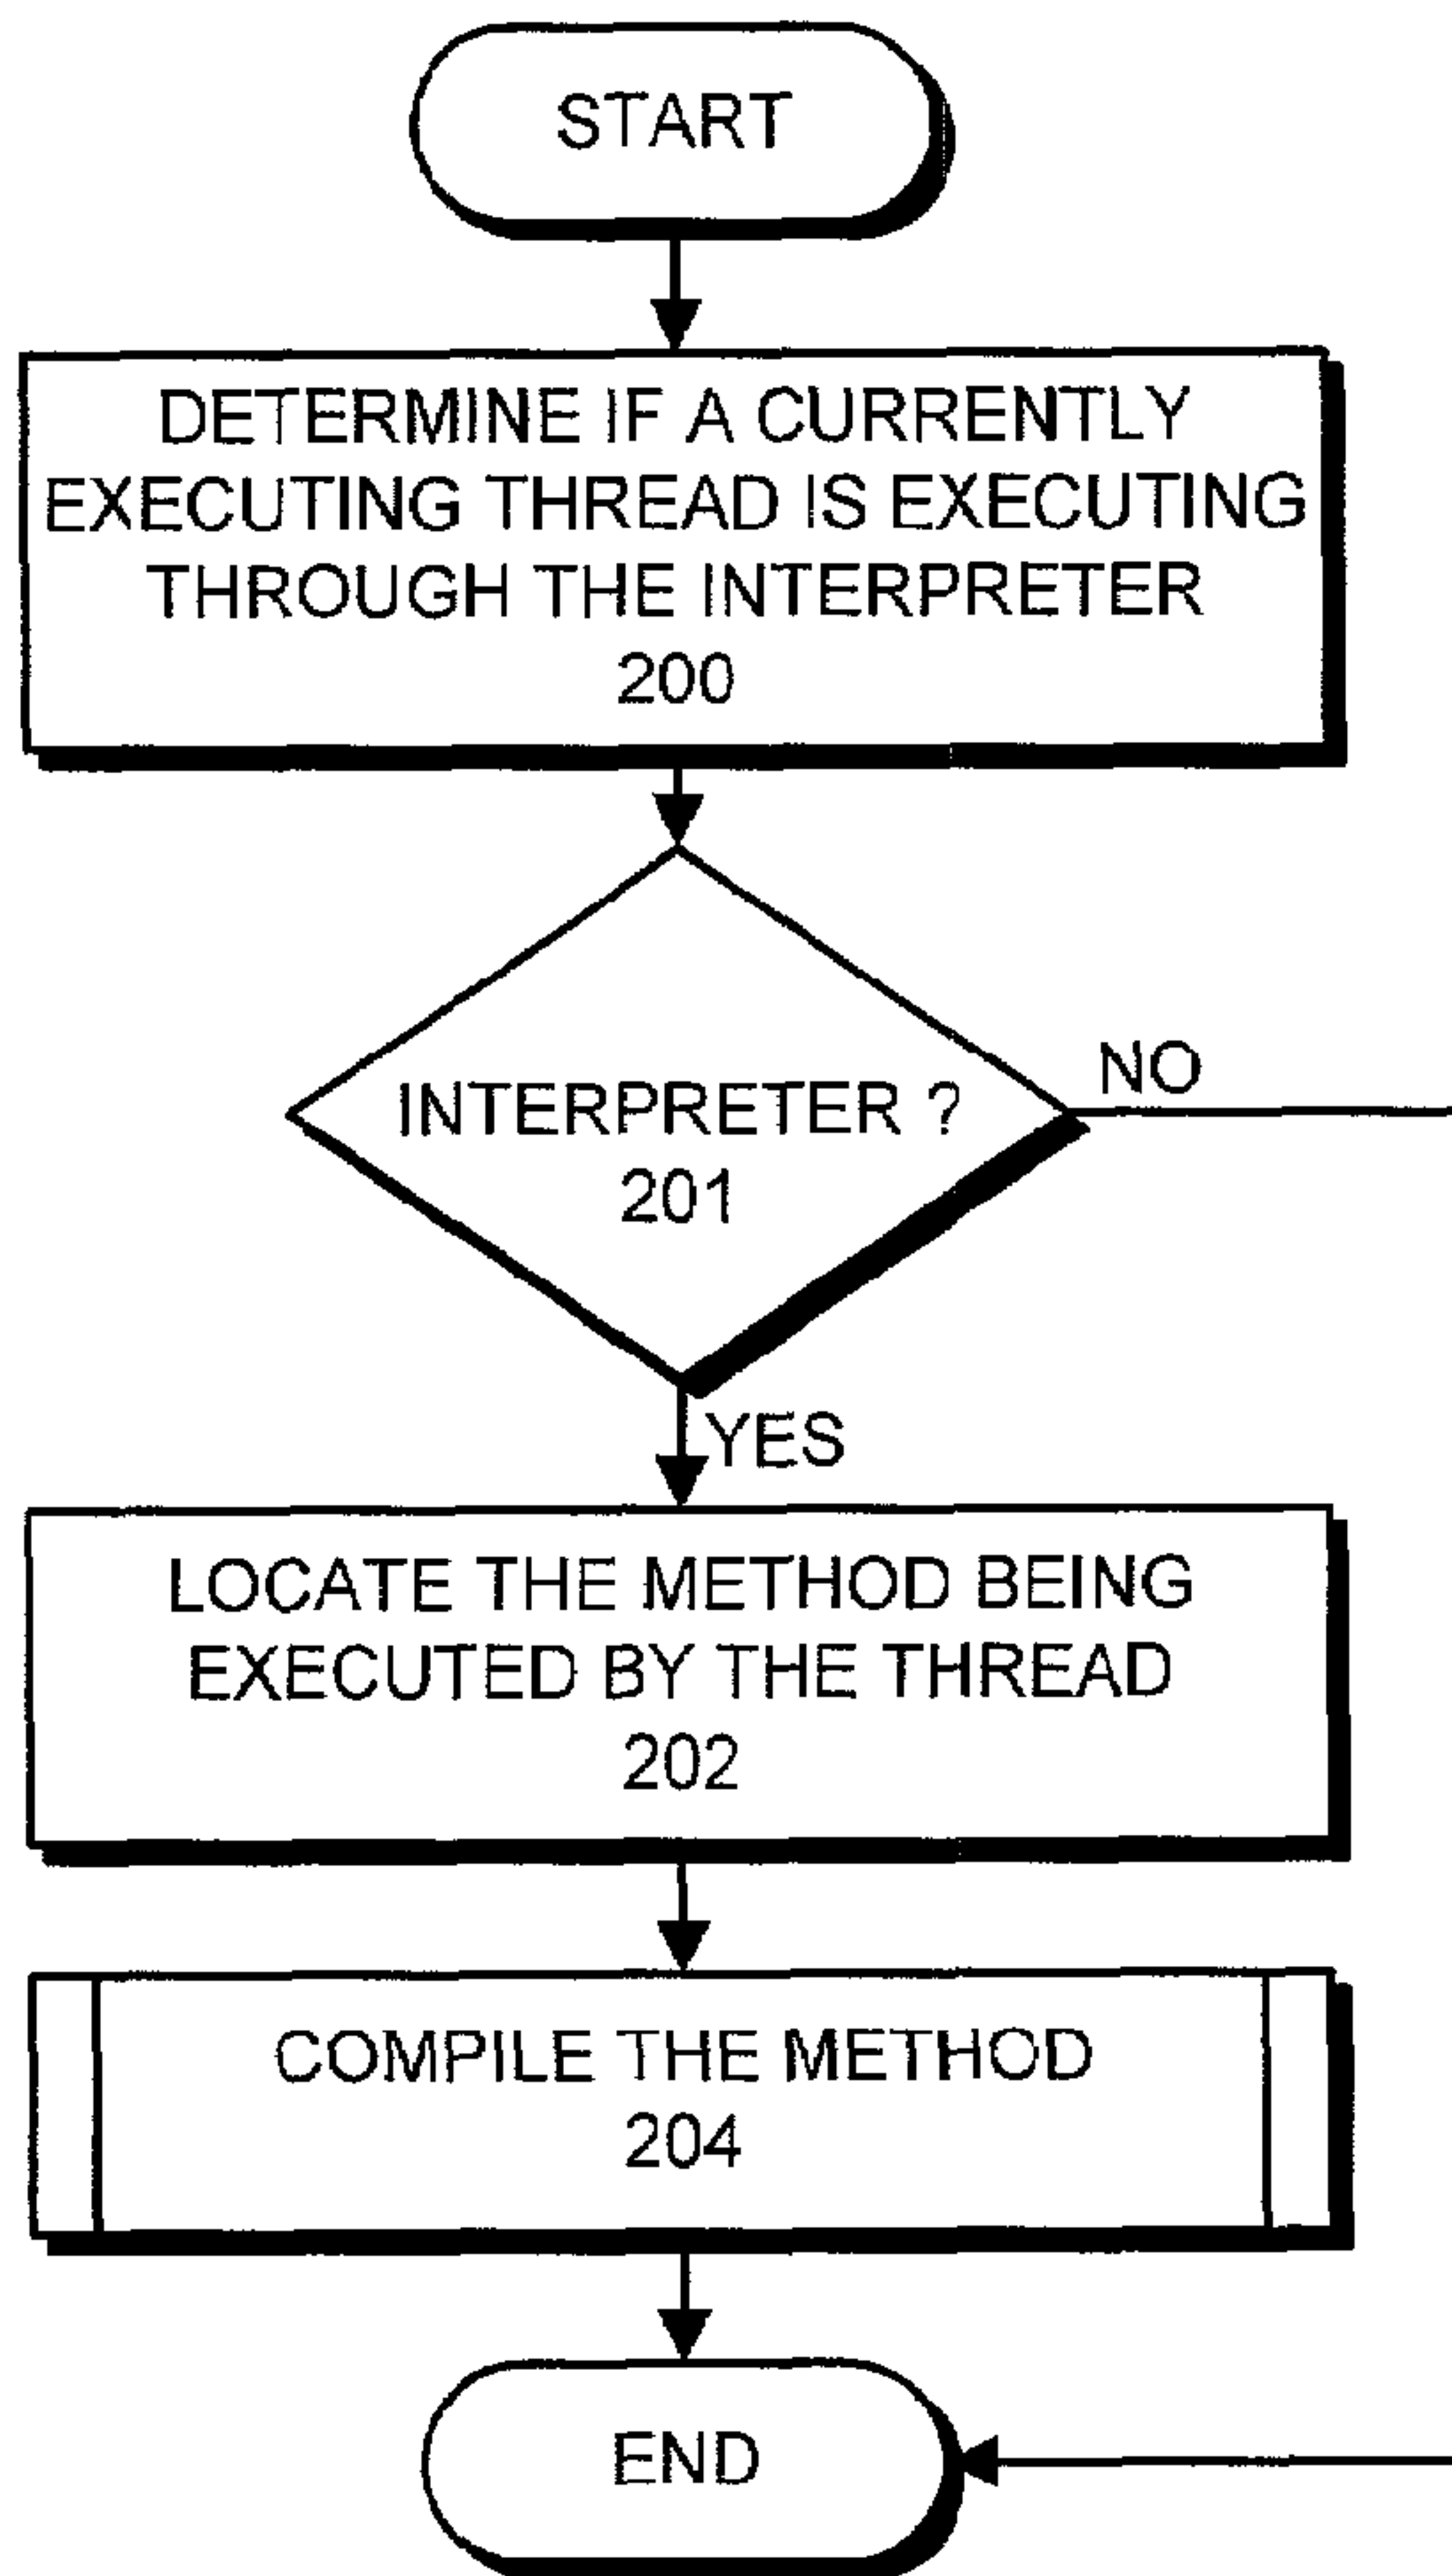 START
DETERMINE IF A CURRENTLY
EXECUTING THREAD IS EXECUTING
THROUGH THE INTERPRETER
200
INTERPRETER ?
201
NO
YES
LOCATE THE METHOD BEING
EXECUTED BY THE THREAD
202
COMPILE THE METHOD
204
END